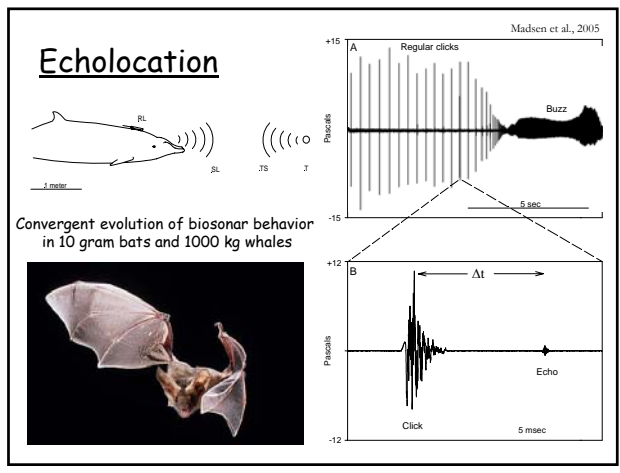 Madsen et al., 2005
Echolocation
RL
SL
TS
T
1 meter
Convergent evolution of biosonar behavior
in 10 gram bats and 1000 kg whales
+15
A
Regular clicks
Buzz
Pascals
5 sec
-15
+12
B
Δt
Pascals
Echo
Click
5 msec
-12